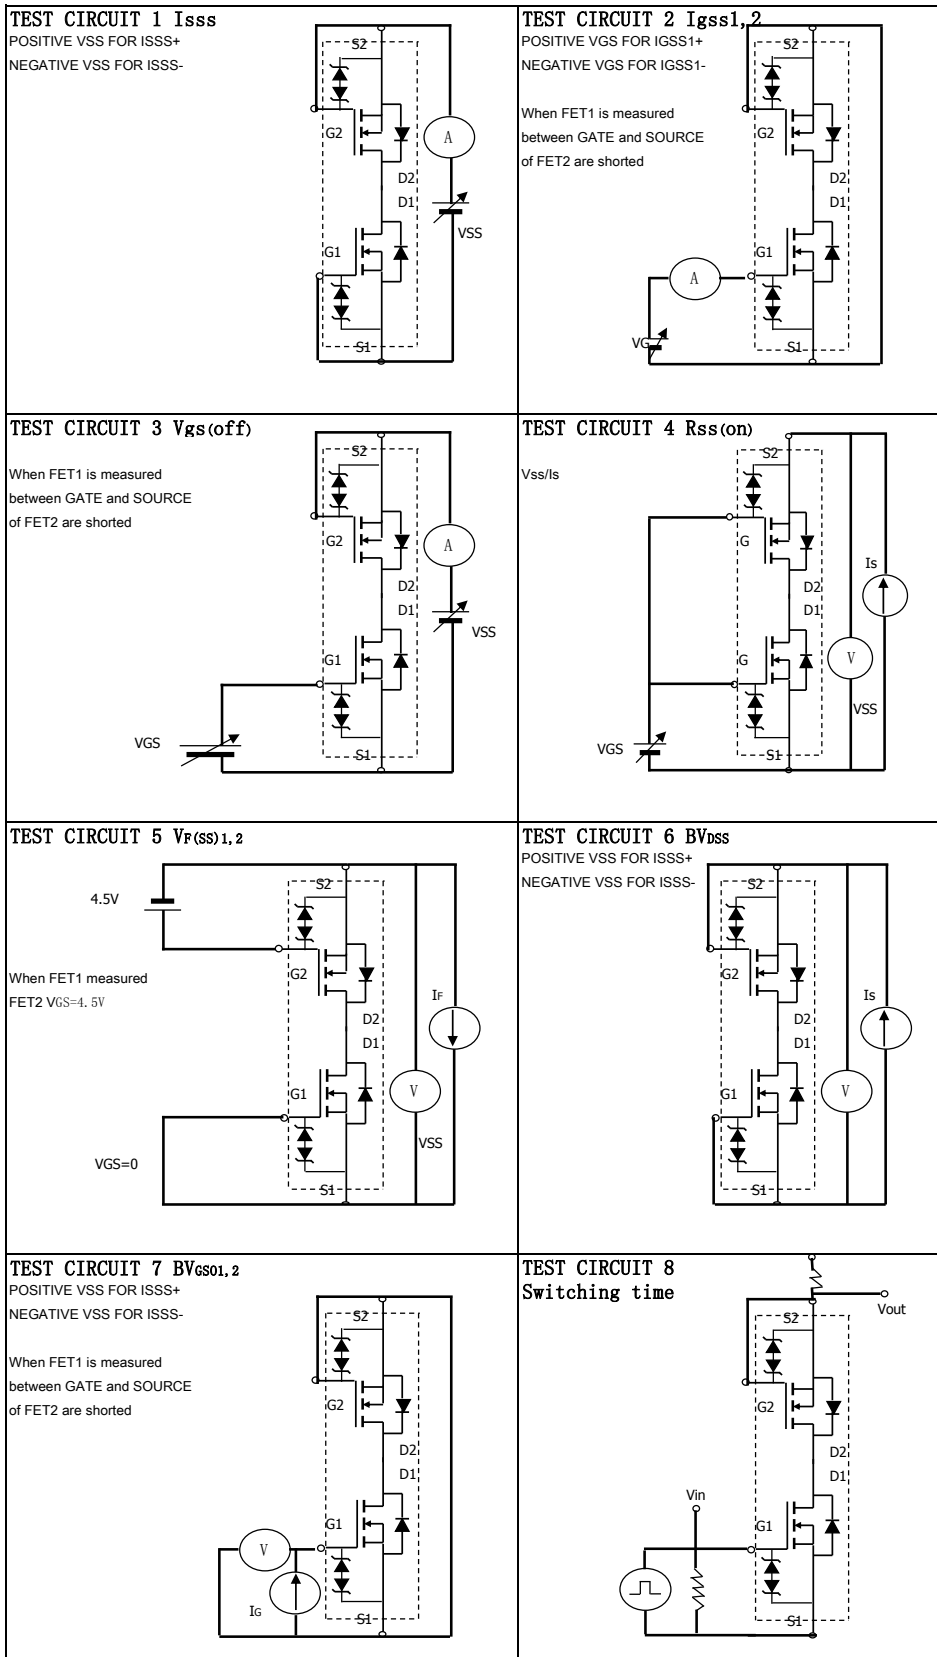 TEST CIRCUIT 1 Isss
POSITIVE VSS FOR ISSS+
NEGATIVE VSS FOR ISSS-
S2
G2
A
D2
D1
VSS
G1
S1
TEST CIRCUIT 2 Igss1,2
POSITIVE VGS FOR IGSS1+
NEGATIVE VGS FOR IGSS1-
When FET1 is measured
between GATE and SOURCE
of FET2 are shorted
S2
G2
D2
D1
G1
A
VG
S1
TEST CIRCUIT 3 Vgs(off)
When FET1 is measured
between GATE and SOURCE
of FET2 are shorted
S2
G2
A
D2
D1
VSS
G1
VGS
S1
TEST CIRCUIT 4 Rss(on)
Vss/Is
S2
G
Is
D2
D1
G
V
VSS
VGS
S1
TEST CIRCUIT 5 VF(SS)1,2
4.5V
When FET1 measured
FET2 VGS=4.5V
S2
G2
IF
D2
D1
G1
V
VSS
VGS=0
S1
TEST CIRCUIT 6 BVDSS
POSITIVE VSS FOR ISSS+
NEGATIVE VSS FOR ISSS-
S2
G2
Is
D2
D1
G1
V
S1
TEST CIRCUIT 7 BVGSO1,2
POSITIVE VSS FOR ISSS+
NEGATIVE VSS FOR ISSS-
When FET1 is measured
between GATE and SOURCE
of FET2 are shorted
S2
G2
D2
D1
G1
V
IG
S1
TEST CIRCUIT 8
Switching time
Vout
S2
G2
D2
D1
Vin
G1
S1